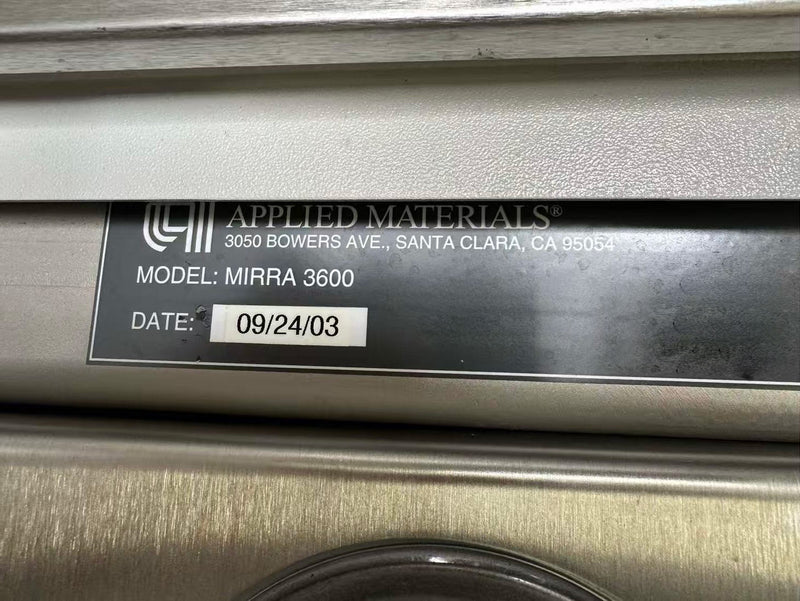 APPLIED MATERIALS®
3050 BOWERS AVE., SANTA CLARA, CA 95054
MODEL: MIRRA 3600
DATE: 09/24/03